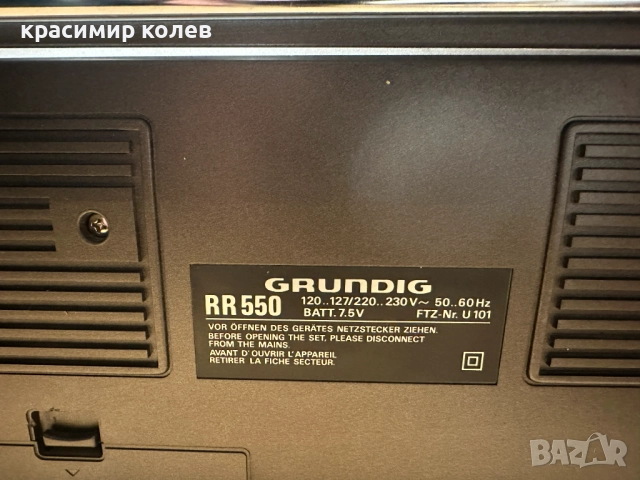 красимир колев
GRUNDIG
RR 550 120..127/220..230V~ 50..60Hz
BATT. 7.5V FTZ-Nr. U 101
VOR ÖFFNEN DES GERÄTES NETZSTECKER ZIEHEN.
BEFORE OPENING THE SET, PLEASE DISCONNECT
FROM THE MAINS.
AVANT D'OUVRIR L'APPAREIL
RETIRER LA FICHE SECTEUR.
BAZAR